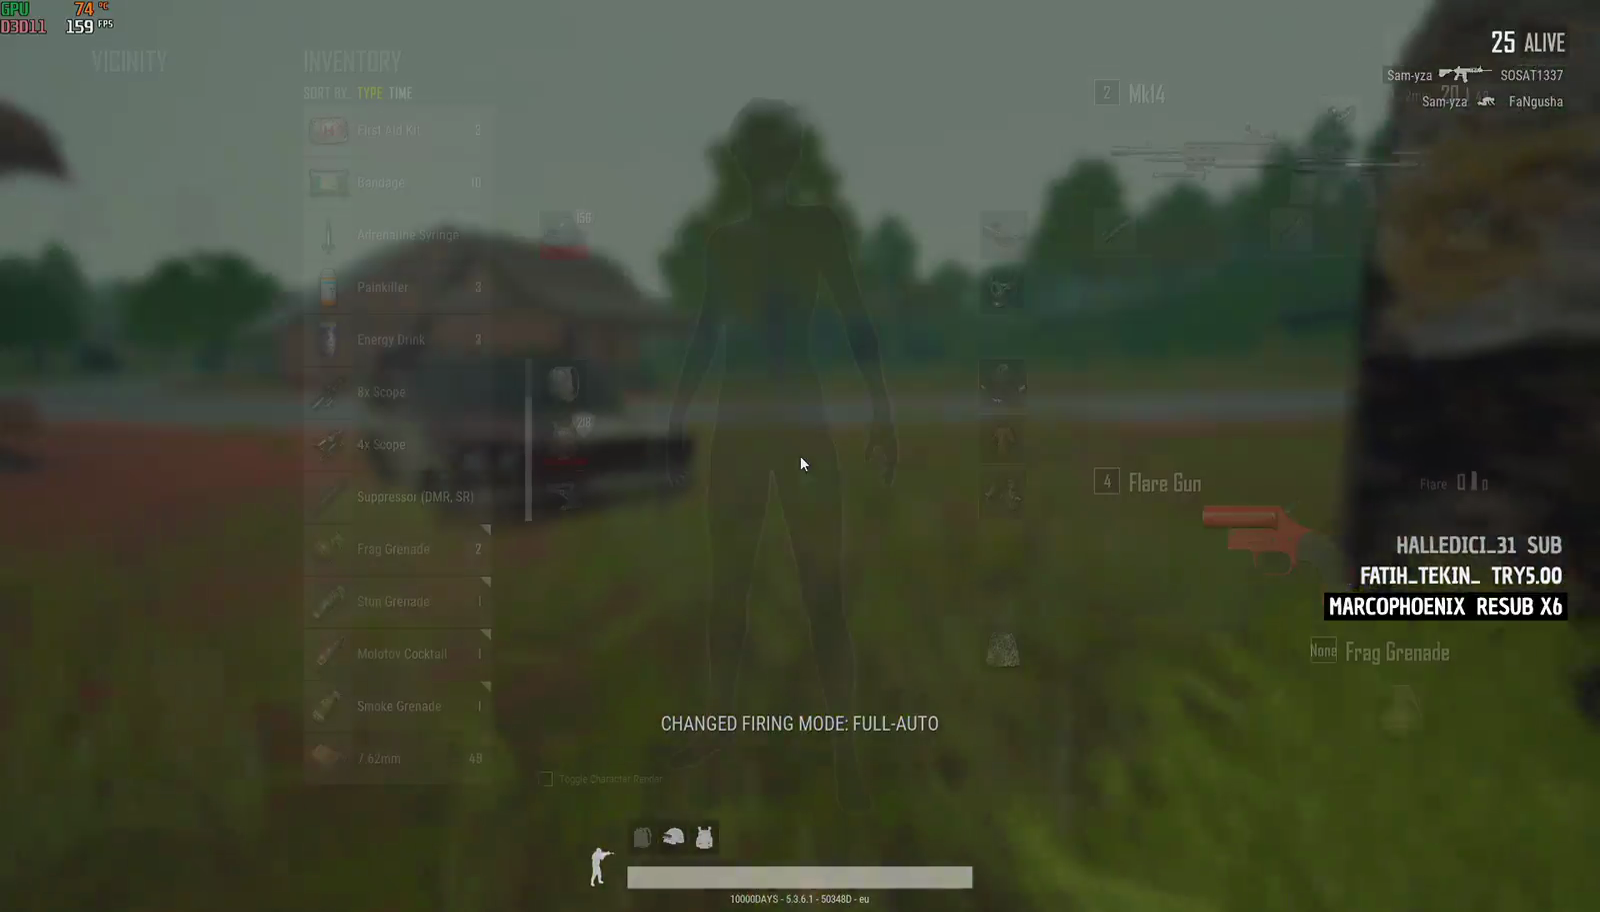 GPU 74 °C
D3D11 159 FPS
VICINITY
INVENTORY
SORT BY: TYPE TIME
First Aid Kit
Bandage 10
Adrenaline Syringe
Painkiller 3
Energy Drink
8x Scope
4x Scope
Suppressor (DMR, SR)
Frag Grenade 2
Stun Grenade 1
Molotov Cocktail 1
Smoke Grenade 1
7.62mm 49
150
218
2 Mk14
25 ALIVE
Sam-yza SOSAT1337
Sam-yza FaNgusha
4 Flare Gun
Flare
HALLEDICI_31 SUB
FATIH_TEKIN_ TRY5.00
MARCOPHOENIX RESUB X6
None Frag Grenade
CHANGED FIRING MODE: FULL-AUTO
Toggle Character Render
10000DAYS - 5.3.6.1 - 50348D - eu